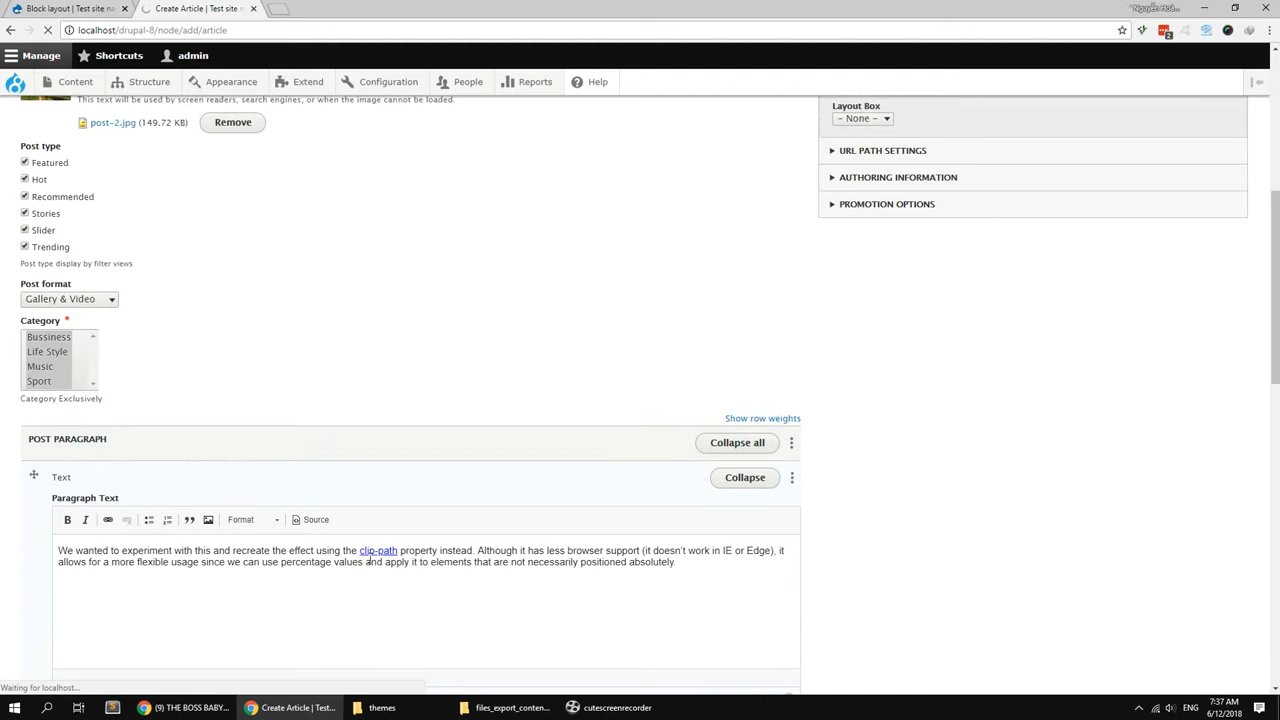 Block layout | Test site na
Create Article | Test site n
localhost/drupal-8/node/add/article
Manage
Shortcuts
admin
Content
Structure
Appearance
Extend
Configuration
People
Reports
Help
This text will be used by screen readers, search engines, or when the image cannot be loaded.
post-2.jpg (149.72 KB)
Remove
Post type
Featured
Hot
Recommended
Stories
Slider
Trending
Post type display by filter views
Post format
Gallery & Video
Category *
Bussiness
Life Style
Music
Sport
Category Exclusively
Layout Box
- None -
URL PATH SETTINGS
AUTHORING INFORMATION
PROMOTION OPTIONS
Show row weights
POST PARAGRAPH
Collapse all
Text
Collapse
Paragraph Text
B I
Format
Source
We wanted to experiment with this and recreate the effect using the clip-path property instead. Although it has less browser support (it doesn't work in IE or Edge), it
allows for a more flexible usage since we can use percentage values and apply it to elements that are not necessarily positioned absolutely.
Waiting for localhost...
(9) THE BOSS BABY...
Create Article | Test...
themes
files_export_conten...
cutescreenrecorder
ENG
7:37 AM
6/12/2018